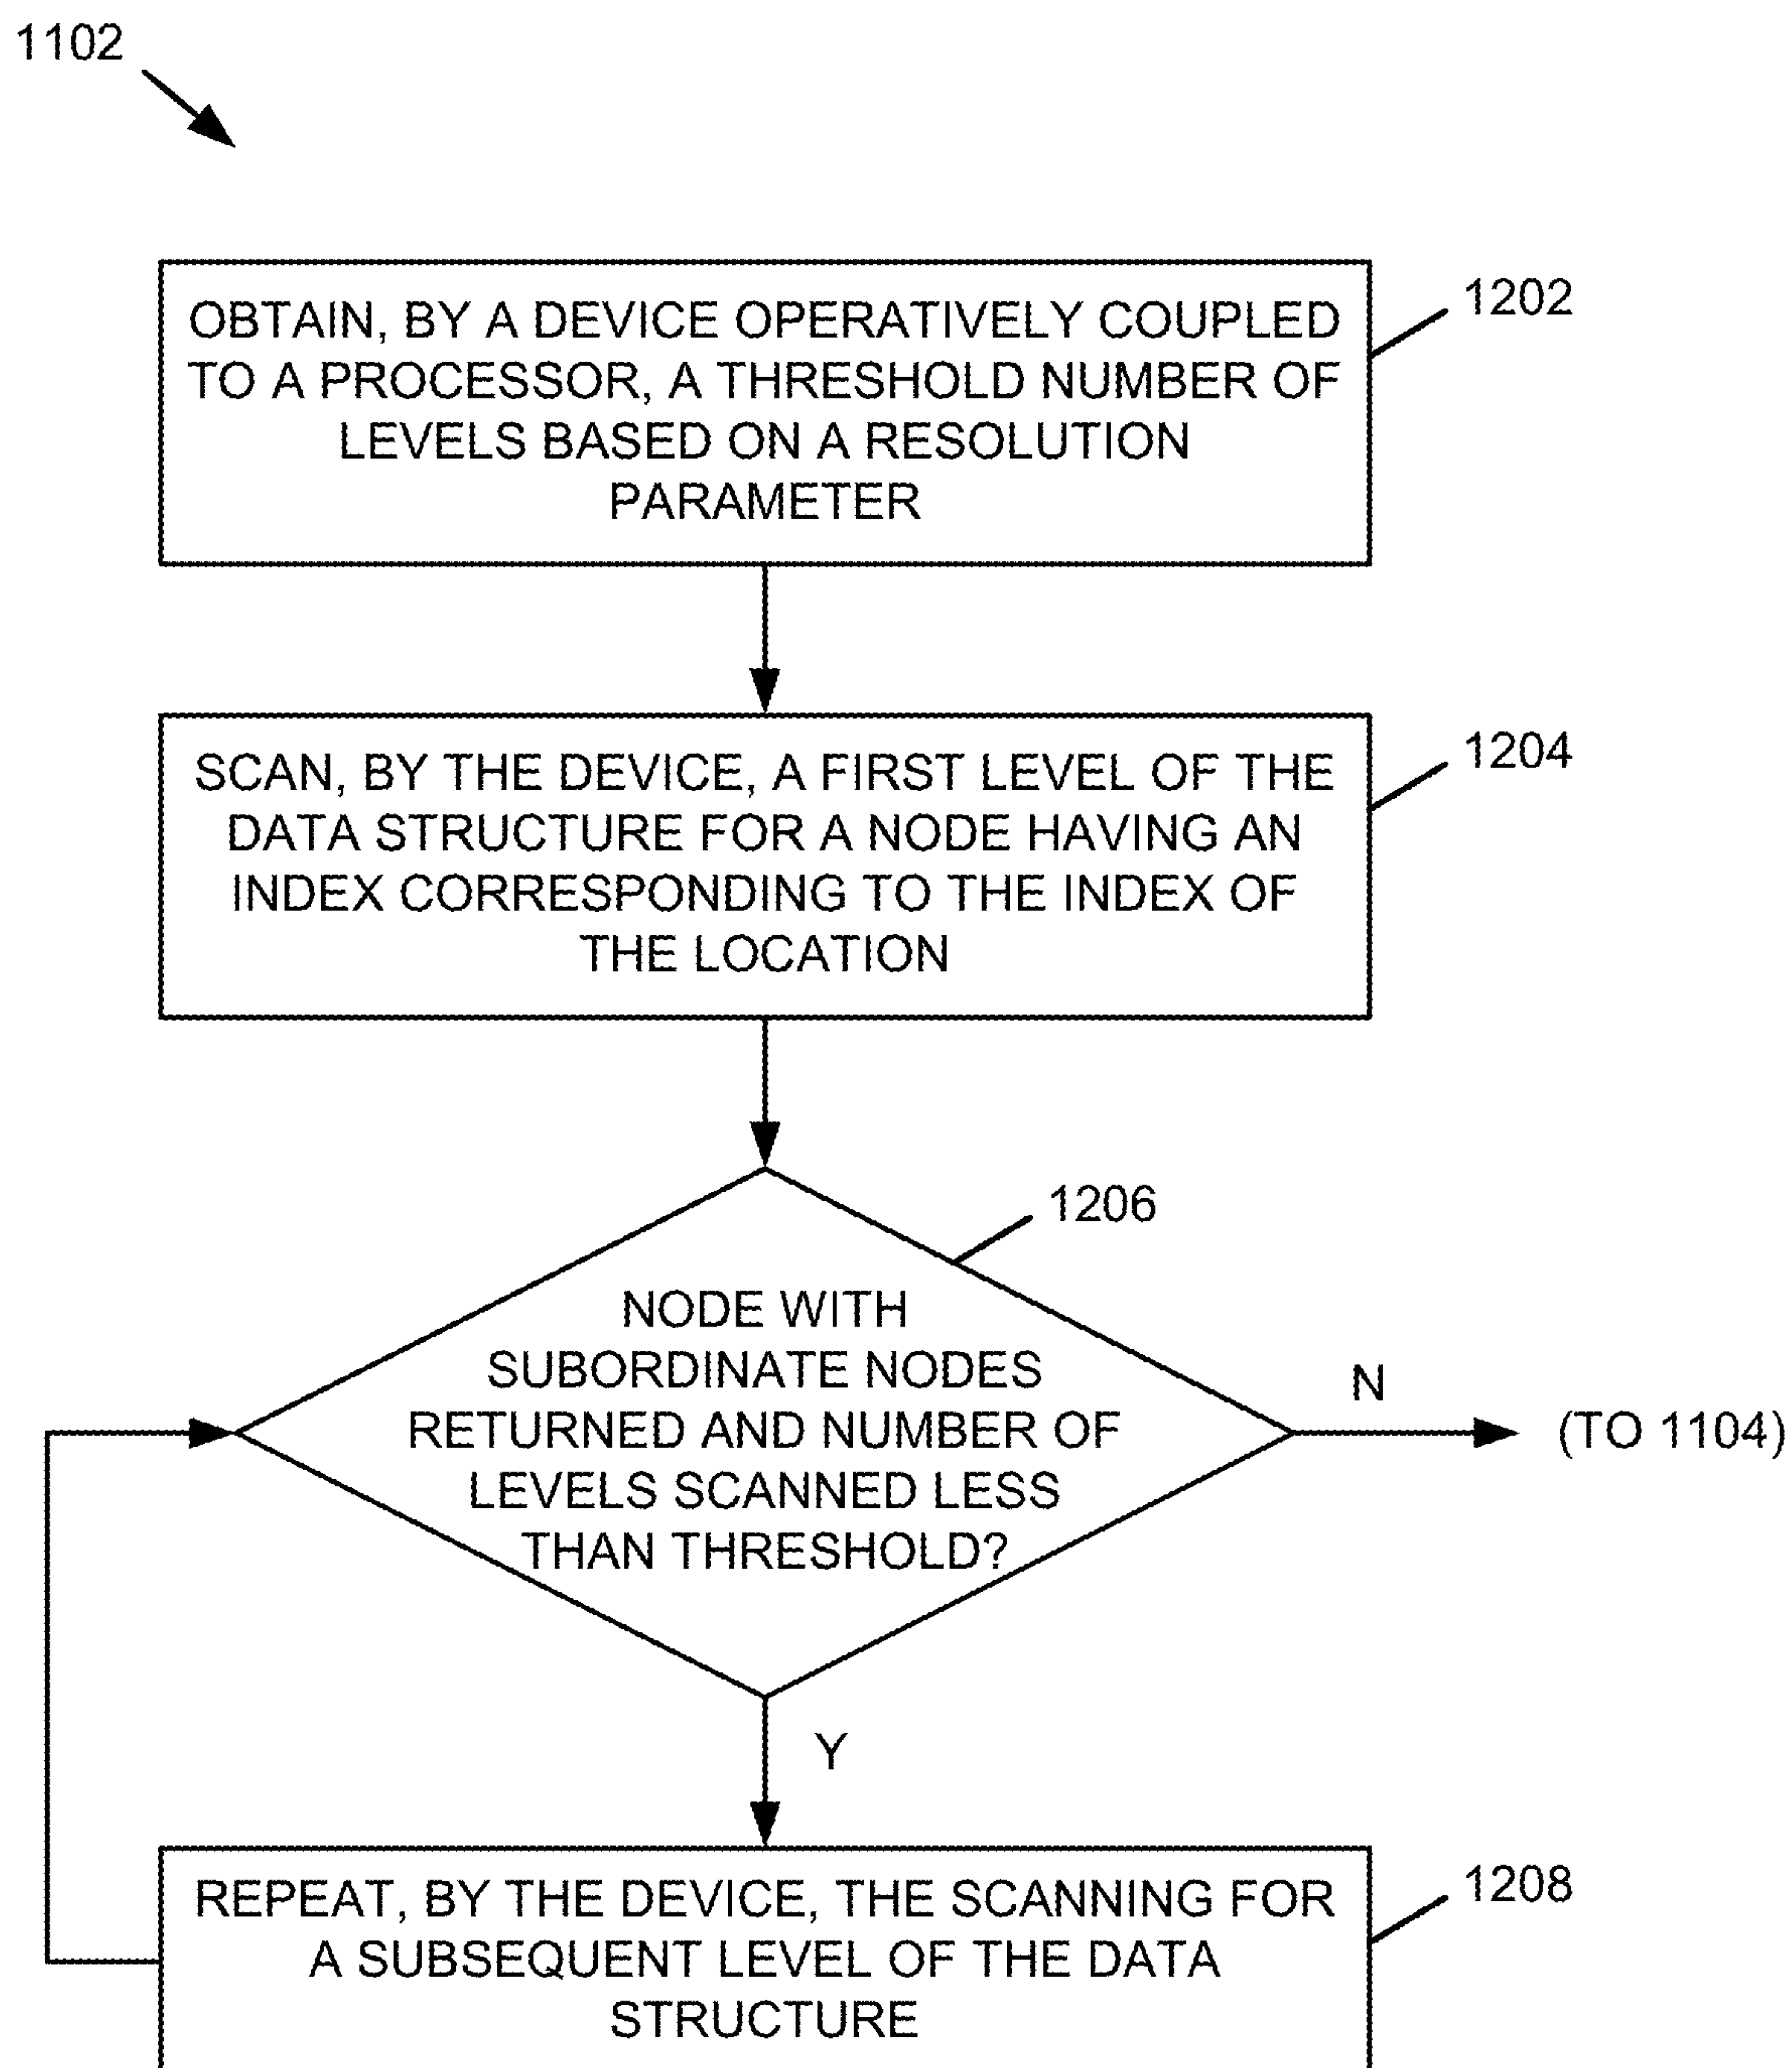 1102
OBTAIN, BY A DEVICE OPERATIVELY COUPLED
TO A PROCESSOR, A THRESHOLD NUMBER OF
LEVELS BASED ON A RESOLUTION
PARAMETER
1202
SCAN, BY THE DEVICE, A FIRST LEVEL OF THE
DATA STRUCTURE FOR A NODE HAVING AN
INDEX CORRESPONDING TO THE INDEX OF
THE LOCATION
1204
1206
NODE WITH
SUBORDINATE NODES
RETURNED AND NUMBER OF
LEVELS SCANNED LESS
THAN THRESHOLD?
N
(TO 1104)
Y
REPEAT, BY THE DEVICE, THE SCANNING FOR
A SUBSEQUENT LEVEL OF THE DATA
STRUCTURE
1208